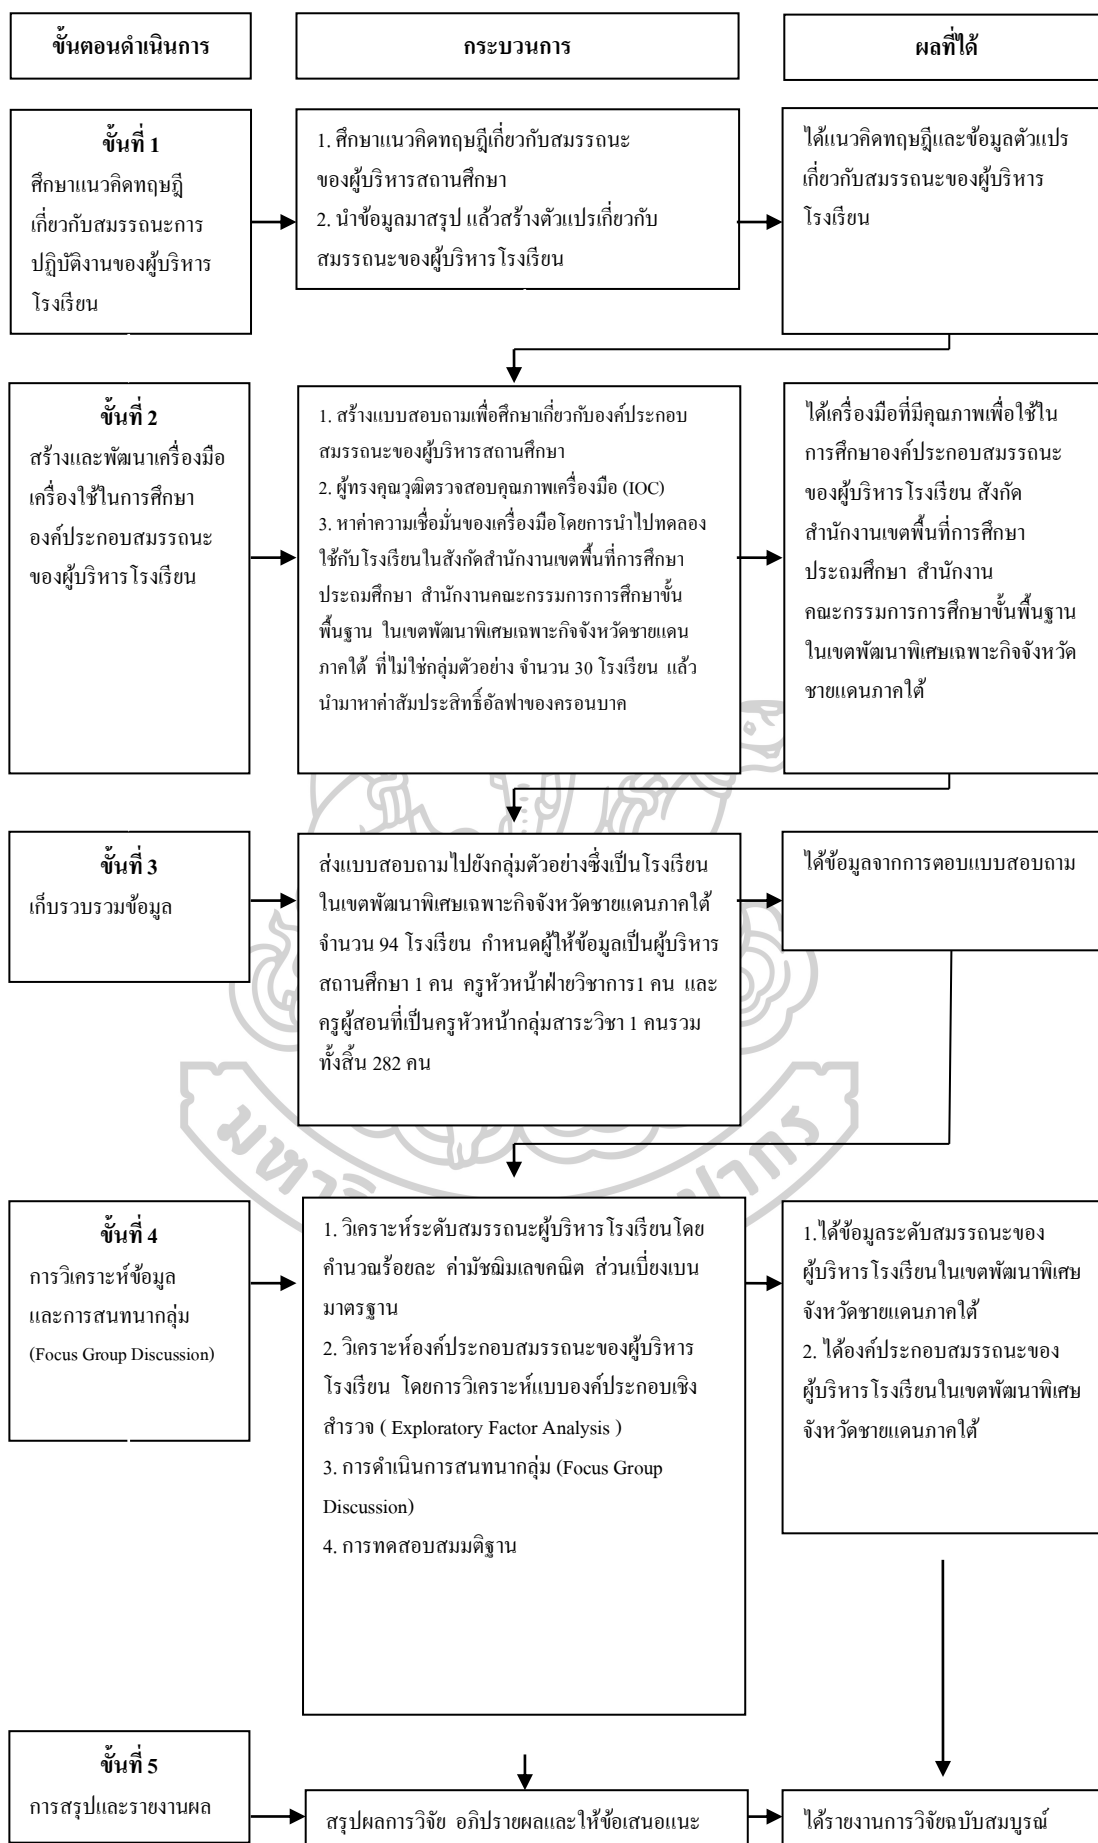 ขั้นตอนดำเนินการ
กระบวนการ
ผลที่ได้
ขั้นที่ 1
ศึกษาแนวคิดทฤษฎี
เกี่ยวกับสมรรถนะการ
ปฏิบัติงานของผู้บริหาร
โรงเรียน
1. ศึกษาแนวคิดทฤษฎีเกี่ยวกับสมรรถนะ
ของผู้บริหารสถานศึกษา
2. นำข้อมูลมาสรุป แล้วสร้างตัวแปรเกี่ยวกับ
สมรรถนะของผู้บริหารโรงเรียน
ได้แนวคิดทฤษฎีและข้อมูลตัวแปร
เกี่ยวกับสมรรถนะของผู้บริหาร
โรงเรียน
ขั้นที่ 2
สร้างและพัฒนาเครื่องมือ
เครื่องใช้ในการศึกษา
องค์ประกอบสมรรถนะ
ของผู้บริหารโรงเรียน
1. สร้างแบบสอบถามเพื่อศึกษาเกี่ยวกับองค์ประกอบ
สมรรถนะของผู้บริหารสถานศึกษา
2. ผู้ทรงคุณวุฒิตรวจสอบคุณภาพเครื่องมือ (IOC)
3. หาค่าความเชื่อมั่นของเครื่องมือโดยการนำไปทดลอง
ใช้กับโรงเรียนในสังกัดสำนักงานเขตพื้นที่การศึกษา
ประถมศึกษา สำนักงานคณะกรรมการการศึกษาขั้น
พื้นฐาน ในเขตพัฒนาพิเศษเฉพาะกิจจังหวัดชายแดน
ภาคใต้ ที่ไม่ใช่กลุ่มตัวอย่าง จำนวน 30 โรงเรียน แล้ว
นำมาหาค่าสัมประสิทธิ์อัลฟาของครอนบาค
ได้เครื่องมือที่มีคุณภาพเพื่อใช้ใน
การศึกษาองค์ประกอบสมรรถนะ
ของผู้บริหารโรงเรียน สังกัด
สำนักงานเขตพื้นที่การศึกษา
ประถมศึกษา สำนักงาน
คณะกรรมการการศึกษาขั้นพื้นฐาน
ในเขตพัฒนาพิเศษเฉพาะกิจจังหวัด
ชายแดนภาคใต้
ขั้นที่ 3
เก็บรวบรวมข้อมูล
ส่งแบบสอบถามไปยังกลุ่มตัวอย่างซึ่งเป็นโรงเรียน
ในเขตพัฒนาพิเศษเฉพาะกิจจังหวัดชายแดนภาคใต้
จำนวน 94 โรงเรียน กำหนดผู้ให้ข้อมูลเป็นผู้บริหาร
สถานศึกษา 1 คน ครูหัวหน้าฝ่ายวิชาการ1 คน และ
ครูผู้สอนที่เป็นครูหัวหน้ากลุ่มสาระวิชา 1 คนรวม
ทั้งสิ้น 282 คน
ได้ข้อมูลจากการตอบแบบสอบถาม
ขั้นที่ 4
การวิเคราะห์ข้อมูล
และการสนทนากลุ่ม
(Focus Group Discussion)
1. วิเคราะห์ระดับสมรรถนะผู้บริหารโรงเรียนโดย
คำนวณร้อยละ ค่ามัชฌิมเลขคณิต ส่วนเบี่ยงเบน
มาตรฐาน
2. วิเคราะห์องค์ประกอบสมรรถนะของผู้บริหาร
โรงเรียน โดยการวิเคราะห์แบบองค์ประกอบเชิง
สำรวจ ( Exploratory Factor Analysis )
3. การดำเนินการสนทนากลุ่ม (Focus Group
Discussion)
4. การทดสอบสมมติฐาน
1.ได้ข้อมูลระดับสมรรถนะของ
ผู้บริหารโรงเรียนในเขตพัฒนาพิเศษ
จังหวัดชายแดนภาคใต้
2. ได้องค์ประกอบสมรรถนะของ
ผู้บริหารโรงเรียนในเขตพัฒนาพิเศษ
จังหวัดชายแดนภาคใต้
ขั้นที่ 5
การสรุปและรายงานผล
สรุปผลการวิจัย อภิปรายผลและให้ข้อเสนอแนะ
ได้รายงานการวิจัยฉบับสมบูรณ์